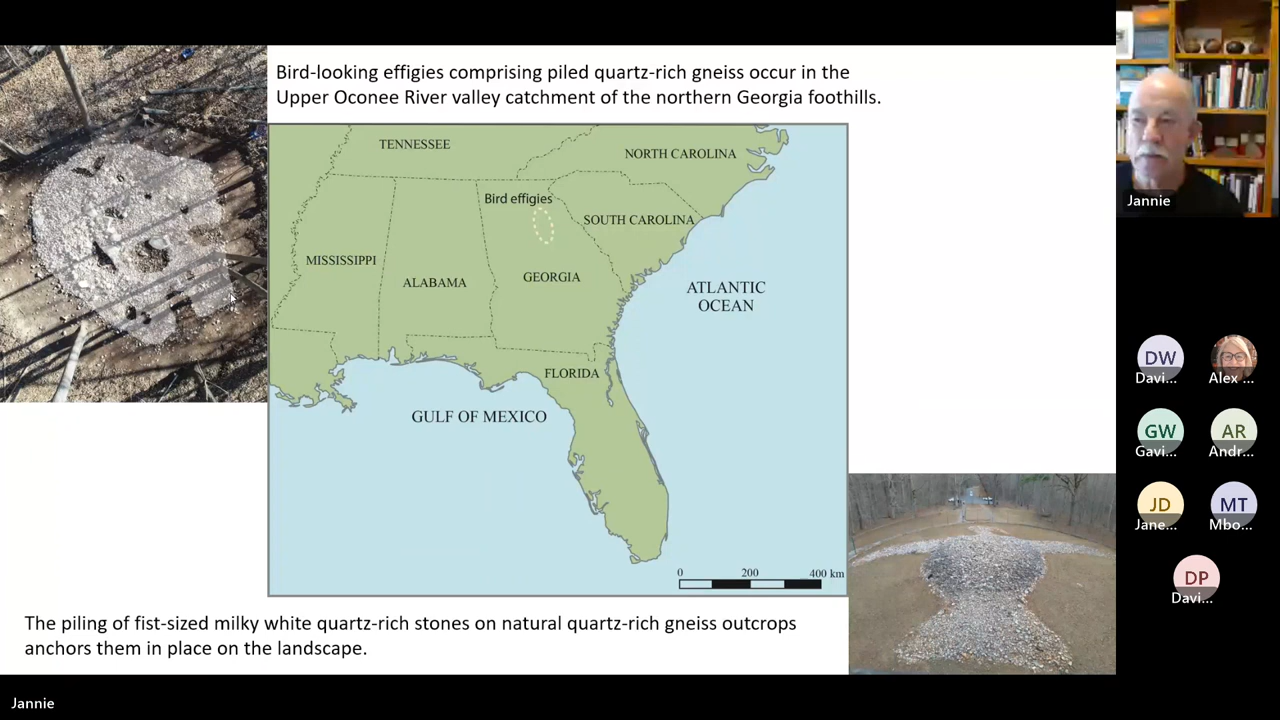 Bird-looking effigies comprising piled quartz-rich gneiss occur in the
Upper Oconee River valley catchment of the northern Georgia foothills.
TENNESSEE
NORTH CAROLINA
Bird effigies
SOUTH CAROLINA
MISSISSIPPI
ALABAMA
GEORGIA
ATLANTIC
OCEAN
FLORIDA
GULF OF MEXICO
0 200 400 km
The piling of fist-sized milky white quartz-rich stones on natural quartz-rich gneiss outcrops
anchors them in place on the landscape.
Jannie
DW
Davi...
Alex ...
GW
Gavi...
AR
Andr...
JD
Jane...
MT
Mbo...
DP
Davi...
Jannie